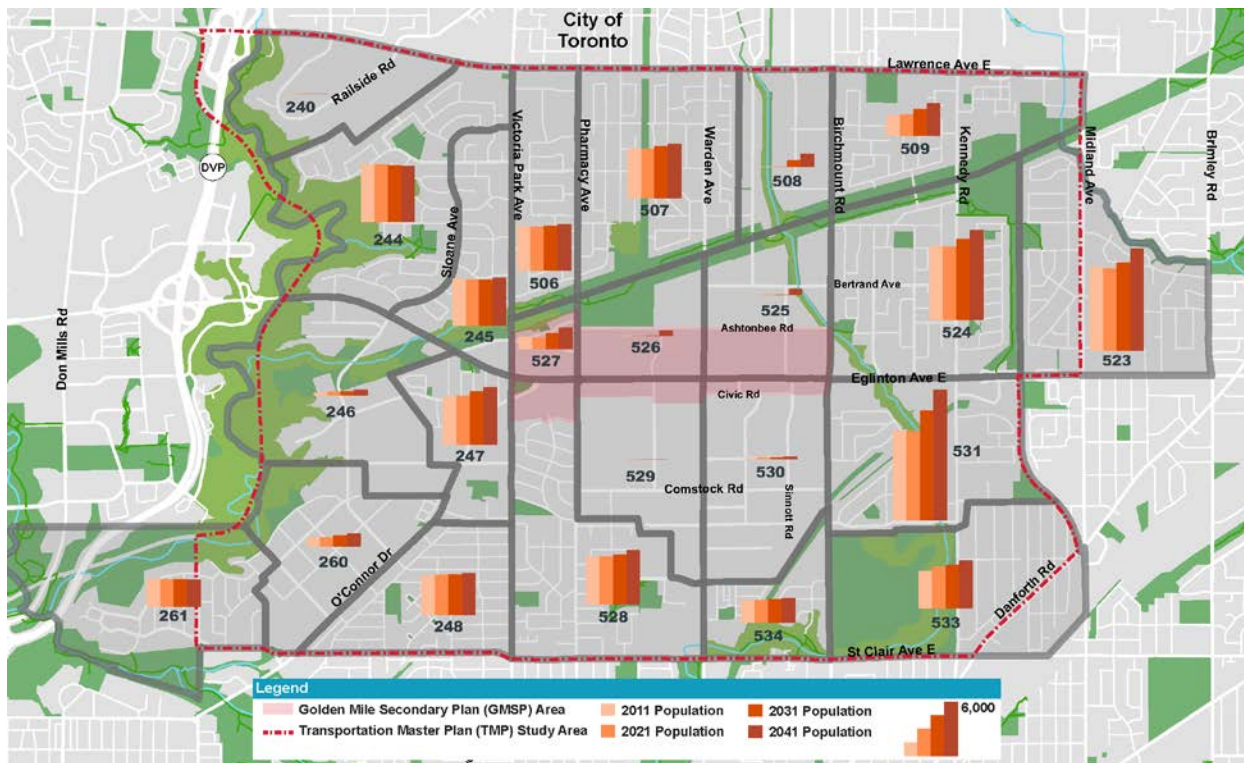 City of
Toronto
Lawrence Ave E
Railside Rd
240
Victoria Park Ave
Pharmacy Ave
Warden Ave
Birchmount Rd
Kennedy Rd
Midland Ave
Brimley Rd
509
508
DVP
507
244
Sloane Ave
506
Don Mills Rd
245
525
Bertrand Ave
524
523
527
526
Ashtonbee Rd
Eglinton Ave E
246
Civic Rd
247
531
529
530
Comstock Rd
Sinnott Rd
260
O'Connor Dr
261
248
528
534
533
Danforth Rd
St Clair Ave E
Legend
Golden Mile Secondary Plan (GMSP) Area
2011 Population
2031 Population
6,000
Transportation Master Plan (TMP) Study Area
2021 Population
2041 Population